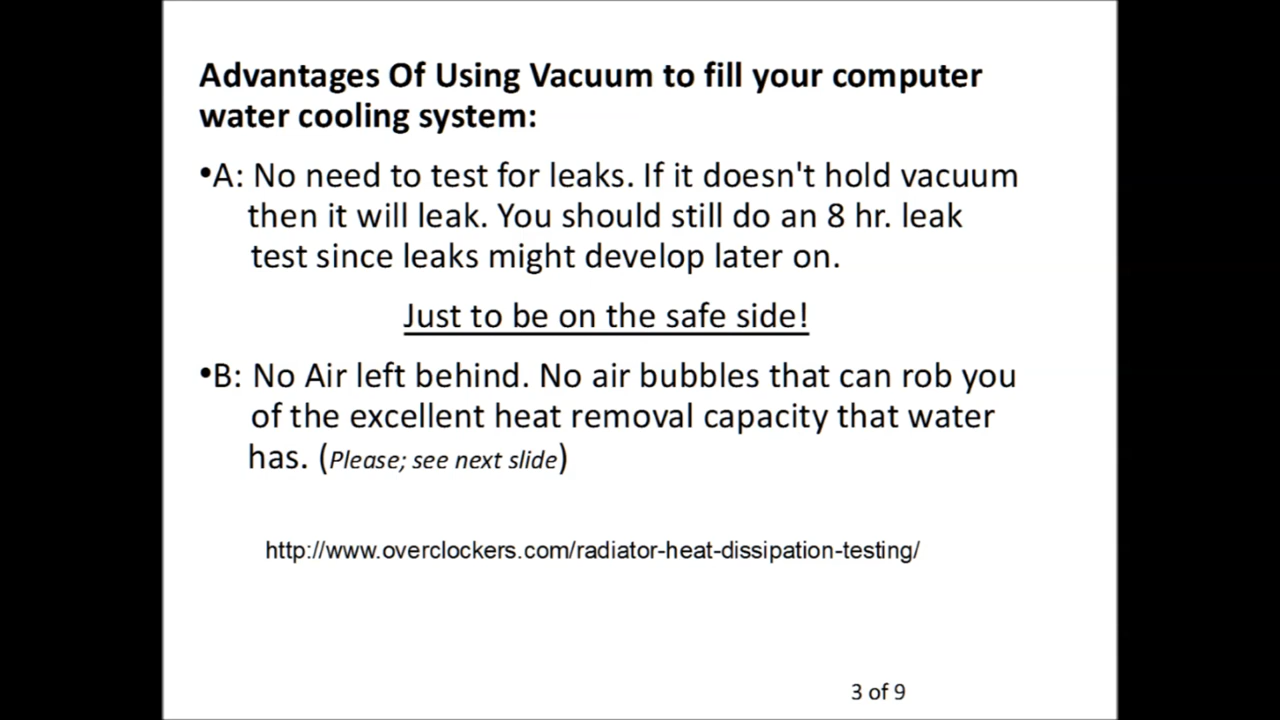 Advantages Of Using Vacuum to fill your computer
water cooling system:
•A: No need to test for leaks. If it doesn't hold vacuum
then it will leak. You should still do an 8 hr. leak
test since leaks might develop later on.
Just to be on the safe side!
•B: No Air left behind. No air bubbles that can rob you
of the excellent heat removal capacity that water
has. (Please; see next slide)
http://www.overclockers.com/radiator-heat-dissipation-testing/
3 of 9